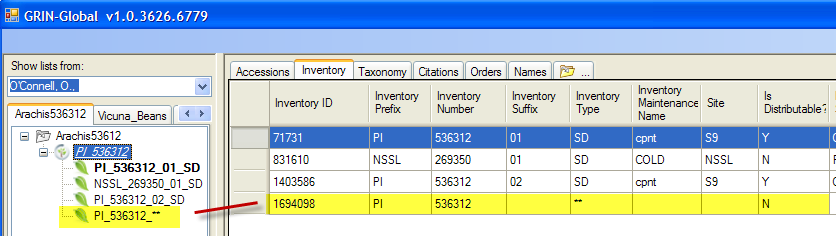 GRIN-Global v1.0.3626.6779
Show lists from:
O'Connell, O.,
Arachis536312 Vicuna_Beans
Arachis53612
PI_536312
PI_536312_01_SD
NSSL_269350_01_SD
PI_536312_02_SD
PI_536312_**
Accessions Inventory Taxonomy Citations Orders Names ...
Inventory ID Inventory Prefix Inventory Number Inventory Suffix Inventory Type Inventory Maintenance Name Site Is Distributable?
71731 PI 536312 01 SD cpnt S9 Y
831610 NSSL 269350 01 SD COLD NSSL N
1403586 PI 536312 02 SD cpnt S9 Y
1694098 PI 536312 ** N